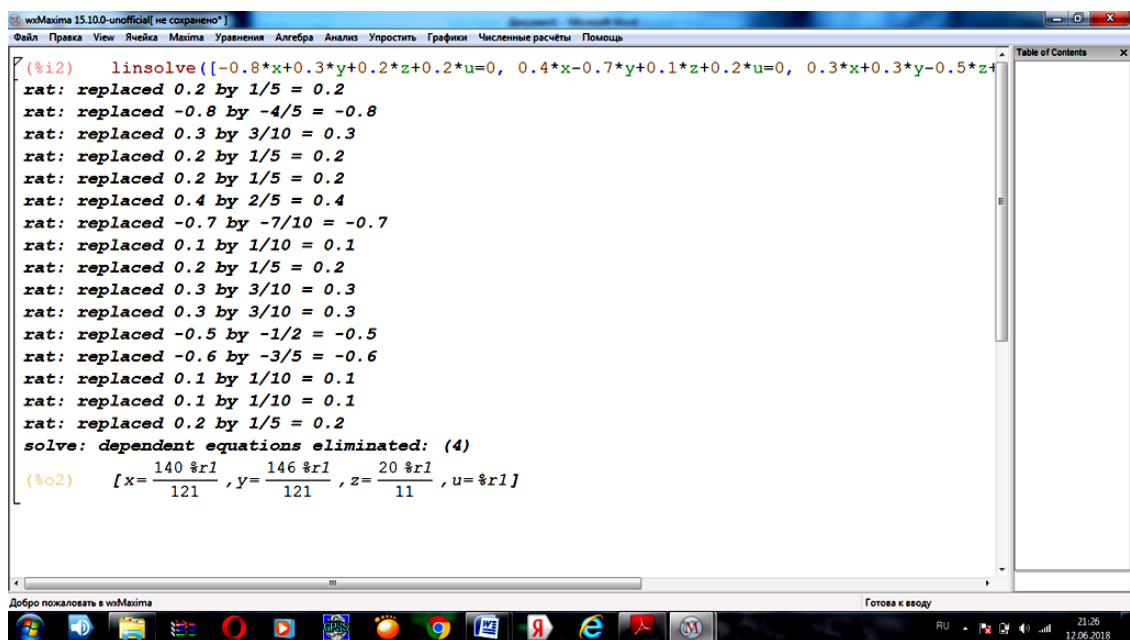 wxMaxima 15.10.0-unofficial[ не сохранено* ]
Файл Правка View Ячейка Maxima Уравнения Алгебра Анализ Упростить Графики Численные расчёты Помощь
Table of Contents
(%i2) linsolve([-0.8*x+0.3*y+0.2*z+0.2*u=0, 0.4*x-0.7*y+0.1*z+0.2*u=0, 0.3*x+0.3*y-0.5*z+
rat: replaced 0.2 by 1/5 = 0.2
rat: replaced -0.8 by -4/5 = -0.8
rat: replaced 0.3 by 3/10 = 0.3
rat: replaced 0.2 by 1/5 = 0.2
rat: replaced 0.2 by 1/5 = 0.2
rat: replaced 0.4 by 2/5 = 0.4
rat: replaced -0.7 by -7/10 = -0.7
rat: replaced 0.1 by 1/10 = 0.1
rat: replaced 0.2 by 1/5 = 0.2
rat: replaced 0.3 by 3/10 = 0.3
rat: replaced 0.3 by 3/10 = 0.3
rat: replaced -0.5 by -1/2 = -0.5
rat: replaced -0.6 by -3/5 = -0.6
rat: replaced 0.1 by 1/10 = 0.1
rat: replaced 0.1 by 1/10 = 0.1
rat: replaced 0.2 by 1/5 = 0.2
solve: dependent equations eliminated: (4)
(%o2) [x= 140 %r1 / 121 , y= 146 %r1 / 121 , z= 20 %r1 / 11 , u= %r1]
Добро пожаловать в wxMaxima
Готова к вводу
GPSS
RU
21:26
12.06.2018